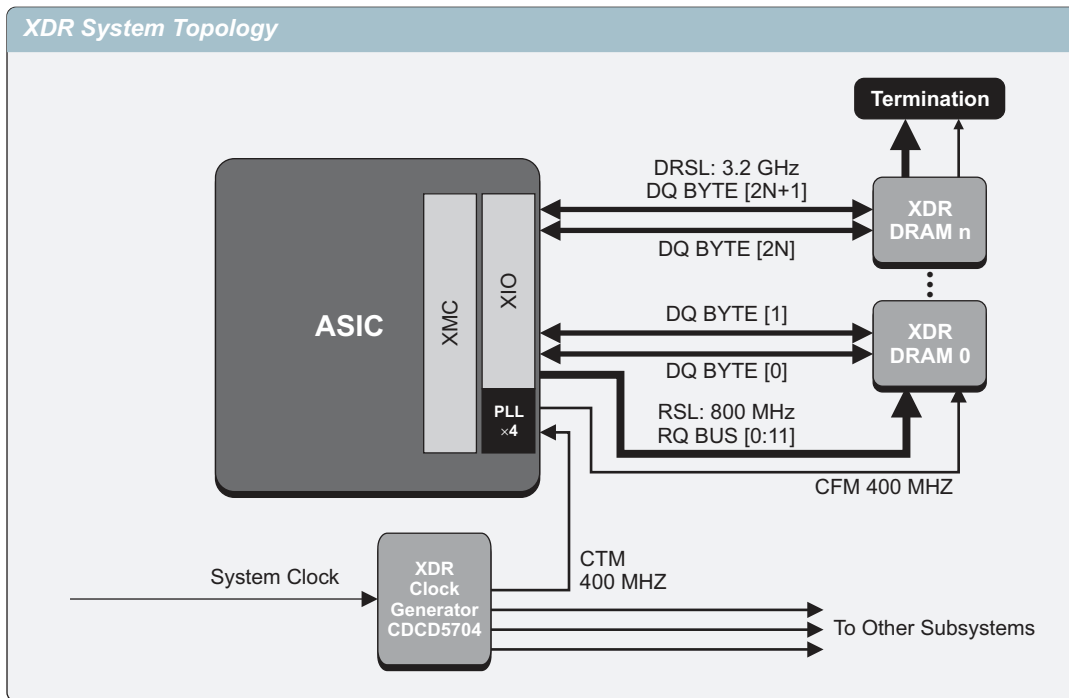 XDR System Topology
Termination
DRSL: 3.2 GHz
DQ BYTE [2N+1]
XDR
DRAM n
DQ BYTE [2N]
ASIC
XMC
XIO
DQ BYTE [1]
XDR
DRAM 0
DQ BYTE [0]
PLL
×4
RSL: 800 MHz
RQ BUS [0:11]
CFM 400 MHZ
System Clock
XDR
Clock
Generator
CDCD5704
CTM
400 MHZ
To Other Subsystems